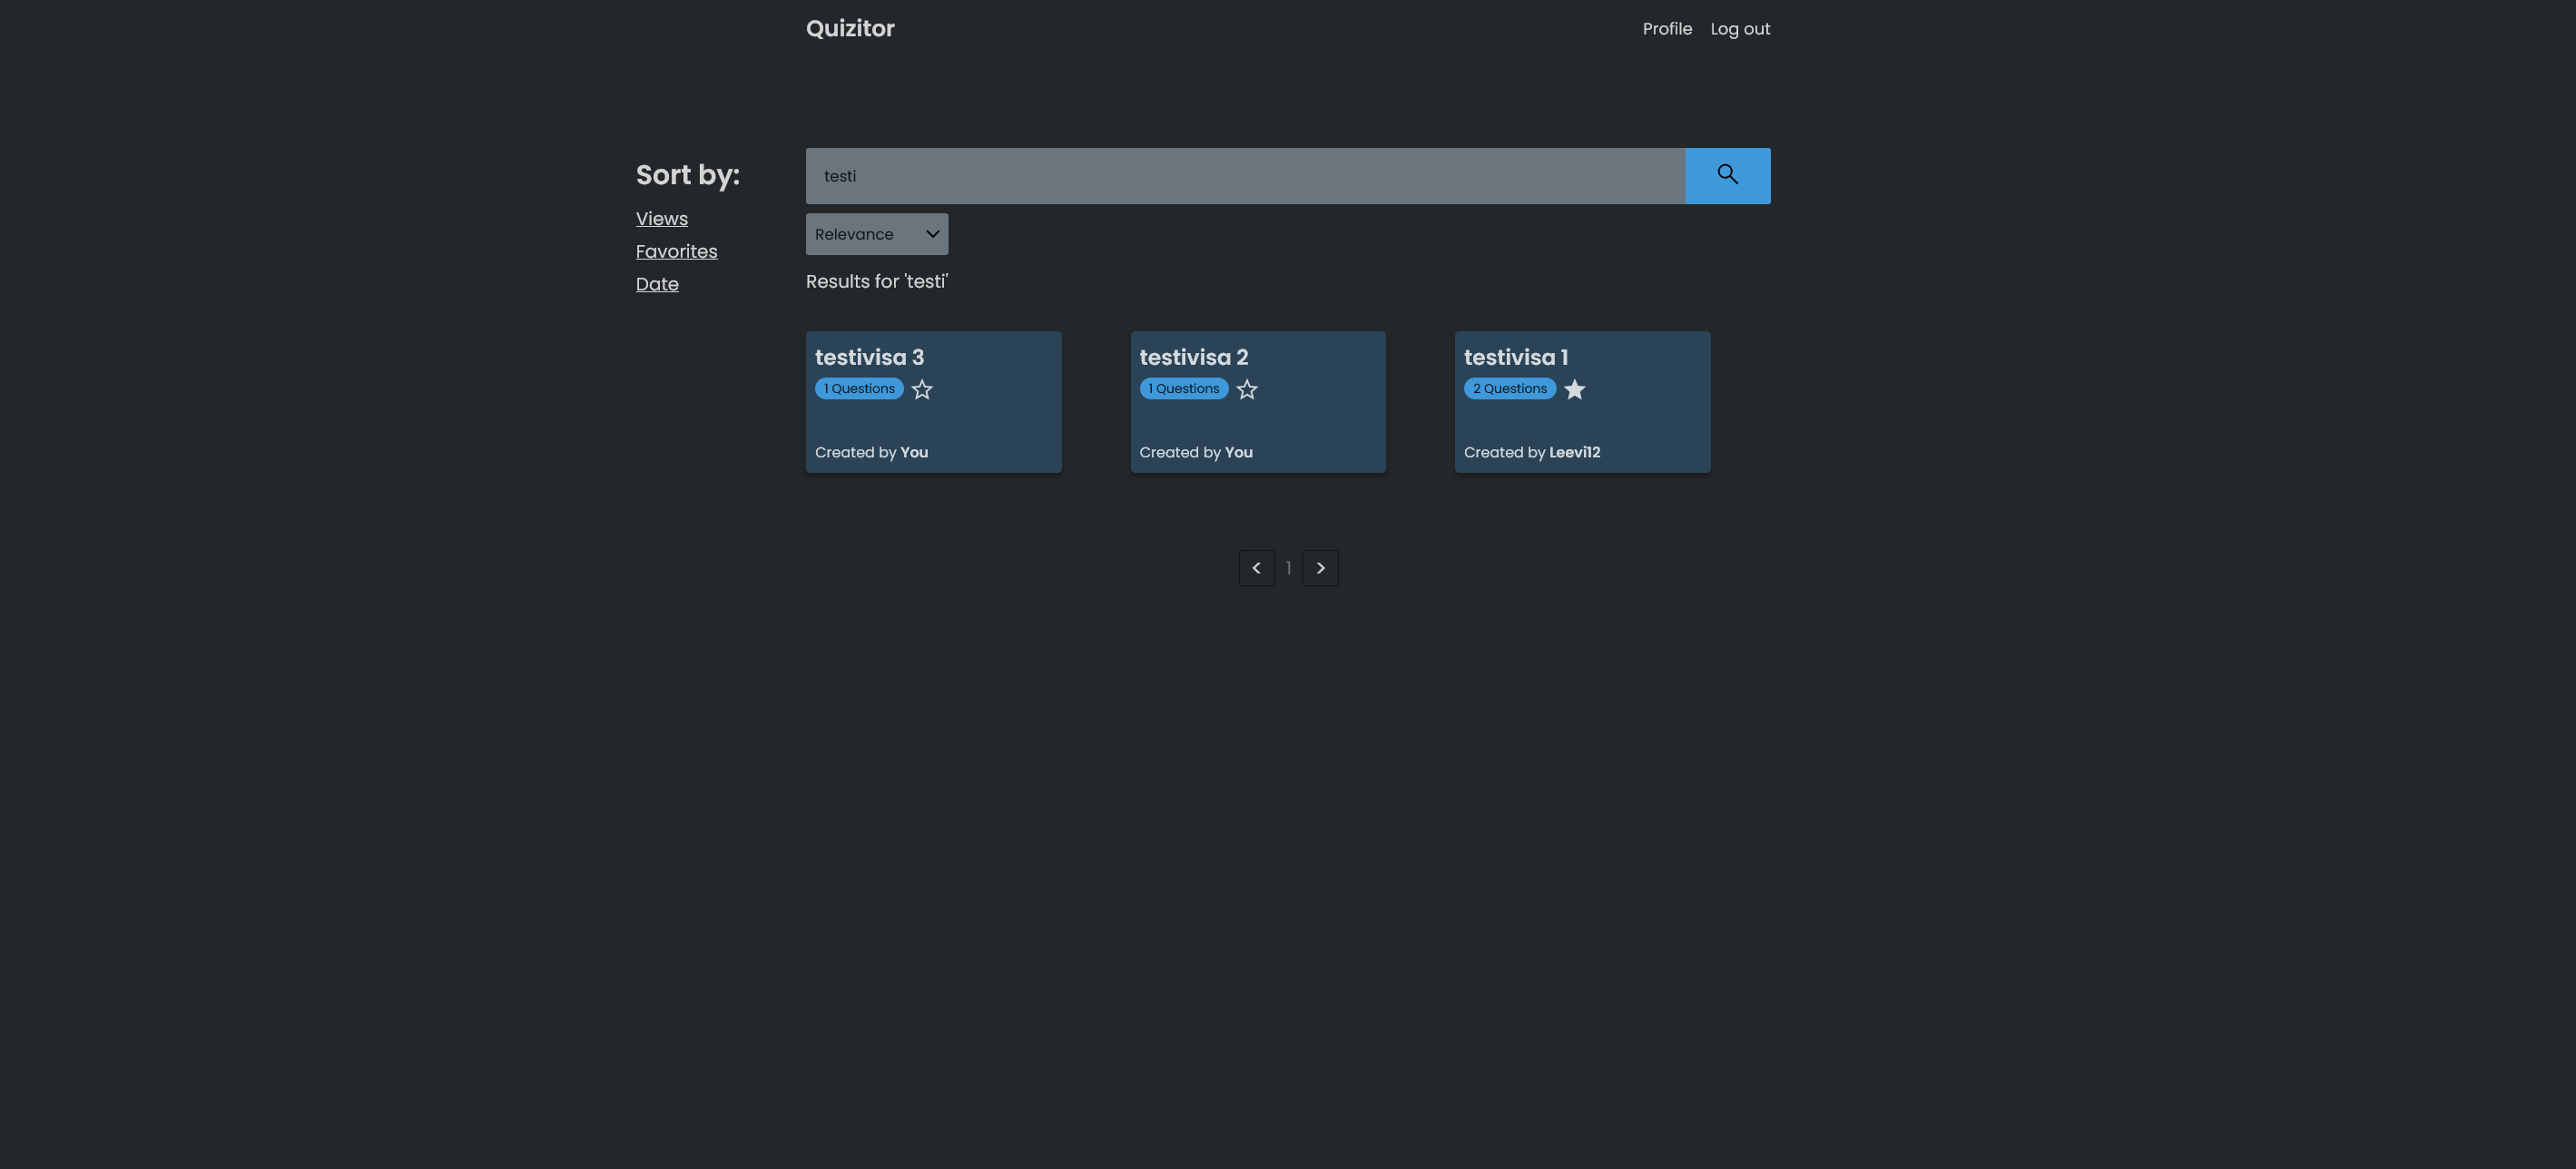 Quizitor
Profile
Log out
Sort by:
Views
Favorites
Date
testi
Relevance
Results for 'testi'
testivisa 3
1 Questions
Created by You
testivisa 2
1 Questions
Created by You
testivisa 1
2 Questions
Created by Leevi12
< 1 >